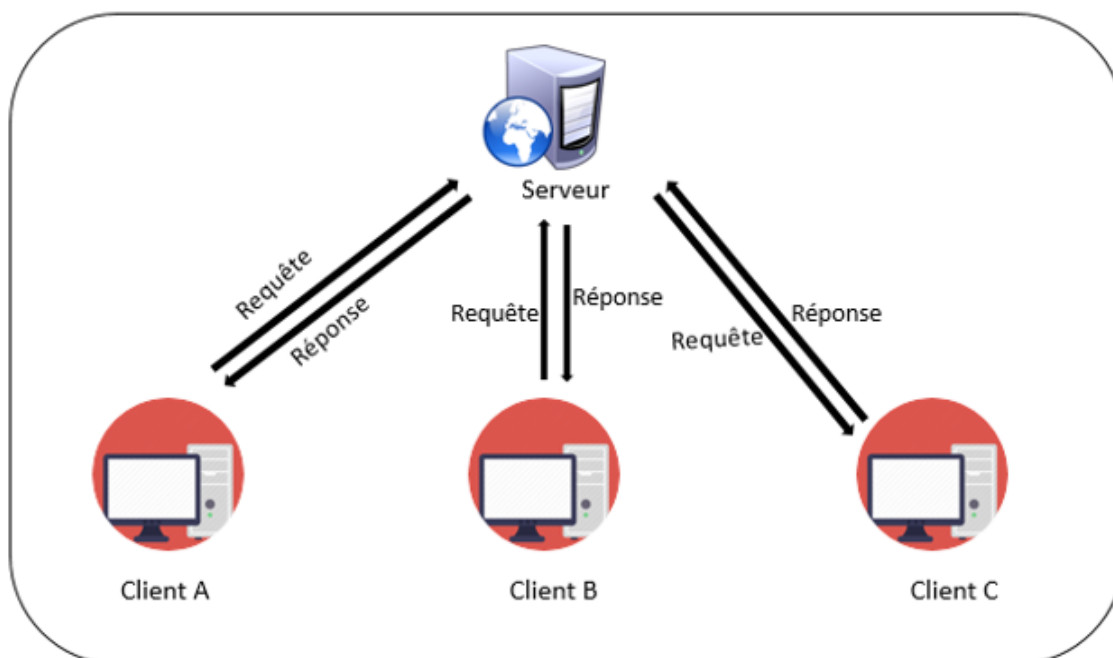 Serveur
Requête
Réponse
Requête
Réponse
Requête
Réponse
Client A
Client B
Client C